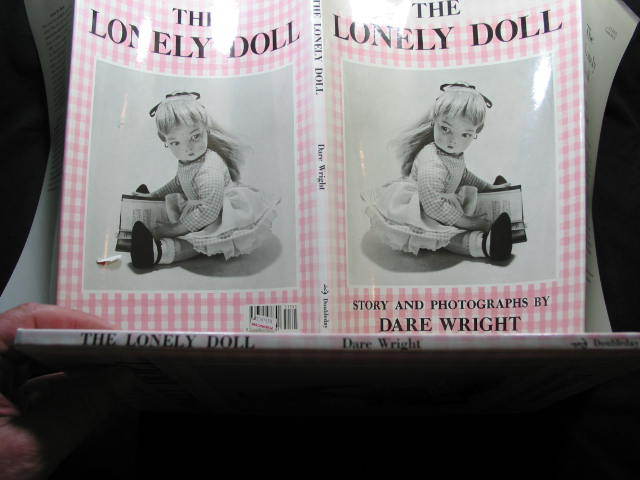 THE
LONELY DOLL
THE LONELY DOLL
Dare Wright
Doubleday
THE
LONELY DOLL
STORY AND PHOTOGRAPHS BY
DARE WRIGHT
THE LONELY DOLL
Dare Wright
Doubleday